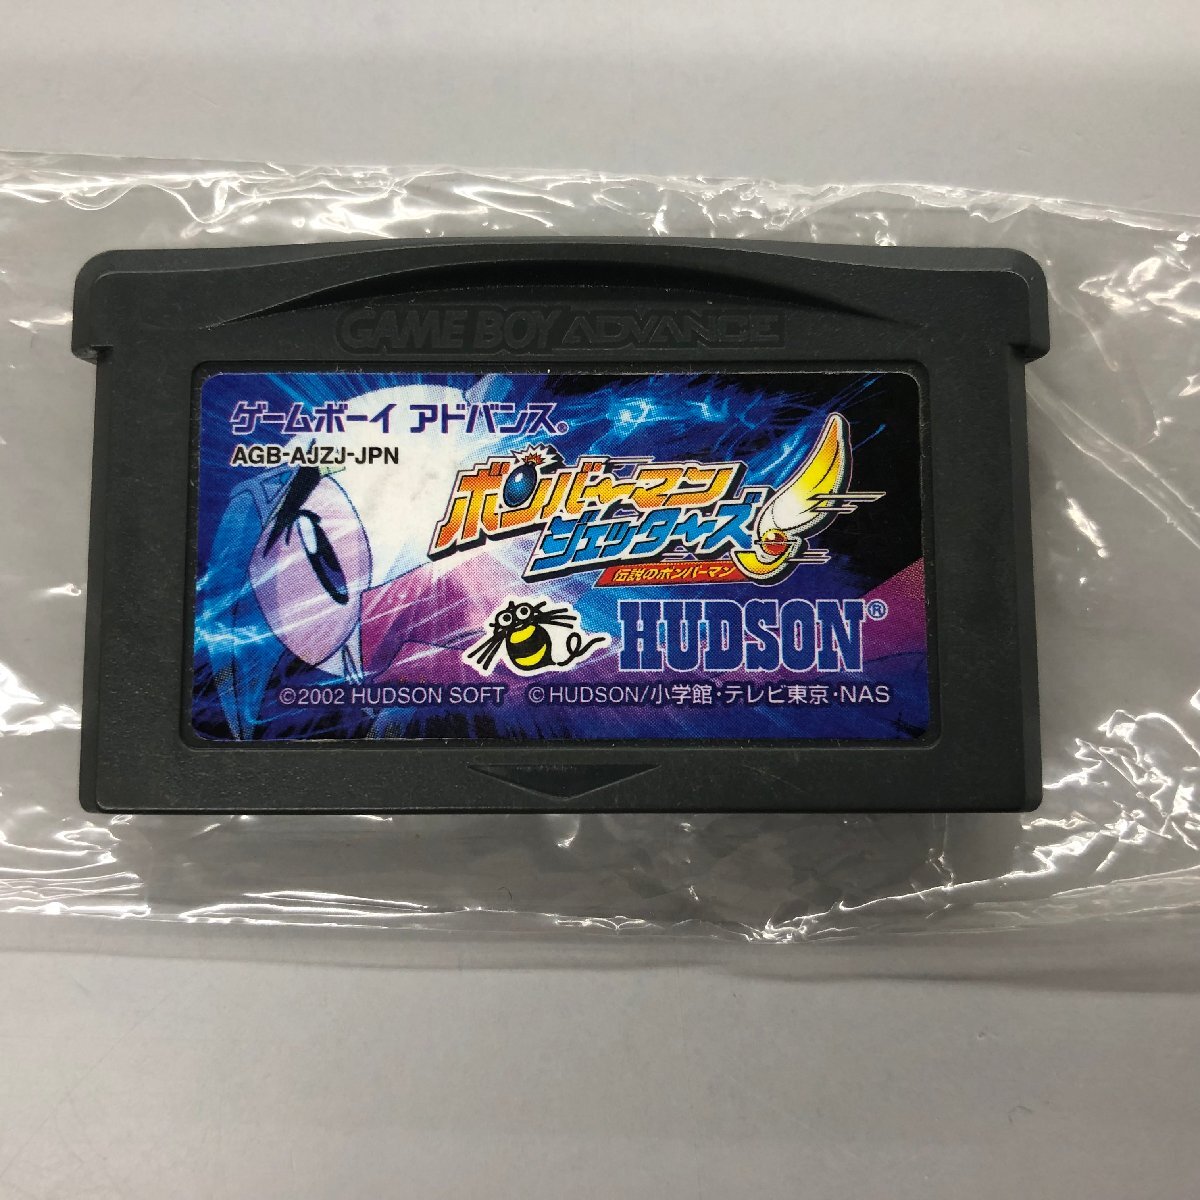 GAME BOY ADVANCE
ゲームボーイ アドバンス®
AGB-AJZJ-JPN
ボンバーマン
ジェッターズ
伝説のボンバーマン
HUDSON®
©2002 HUDSON SOFT ©HUDSON/小学館・テレビ東京・NAS